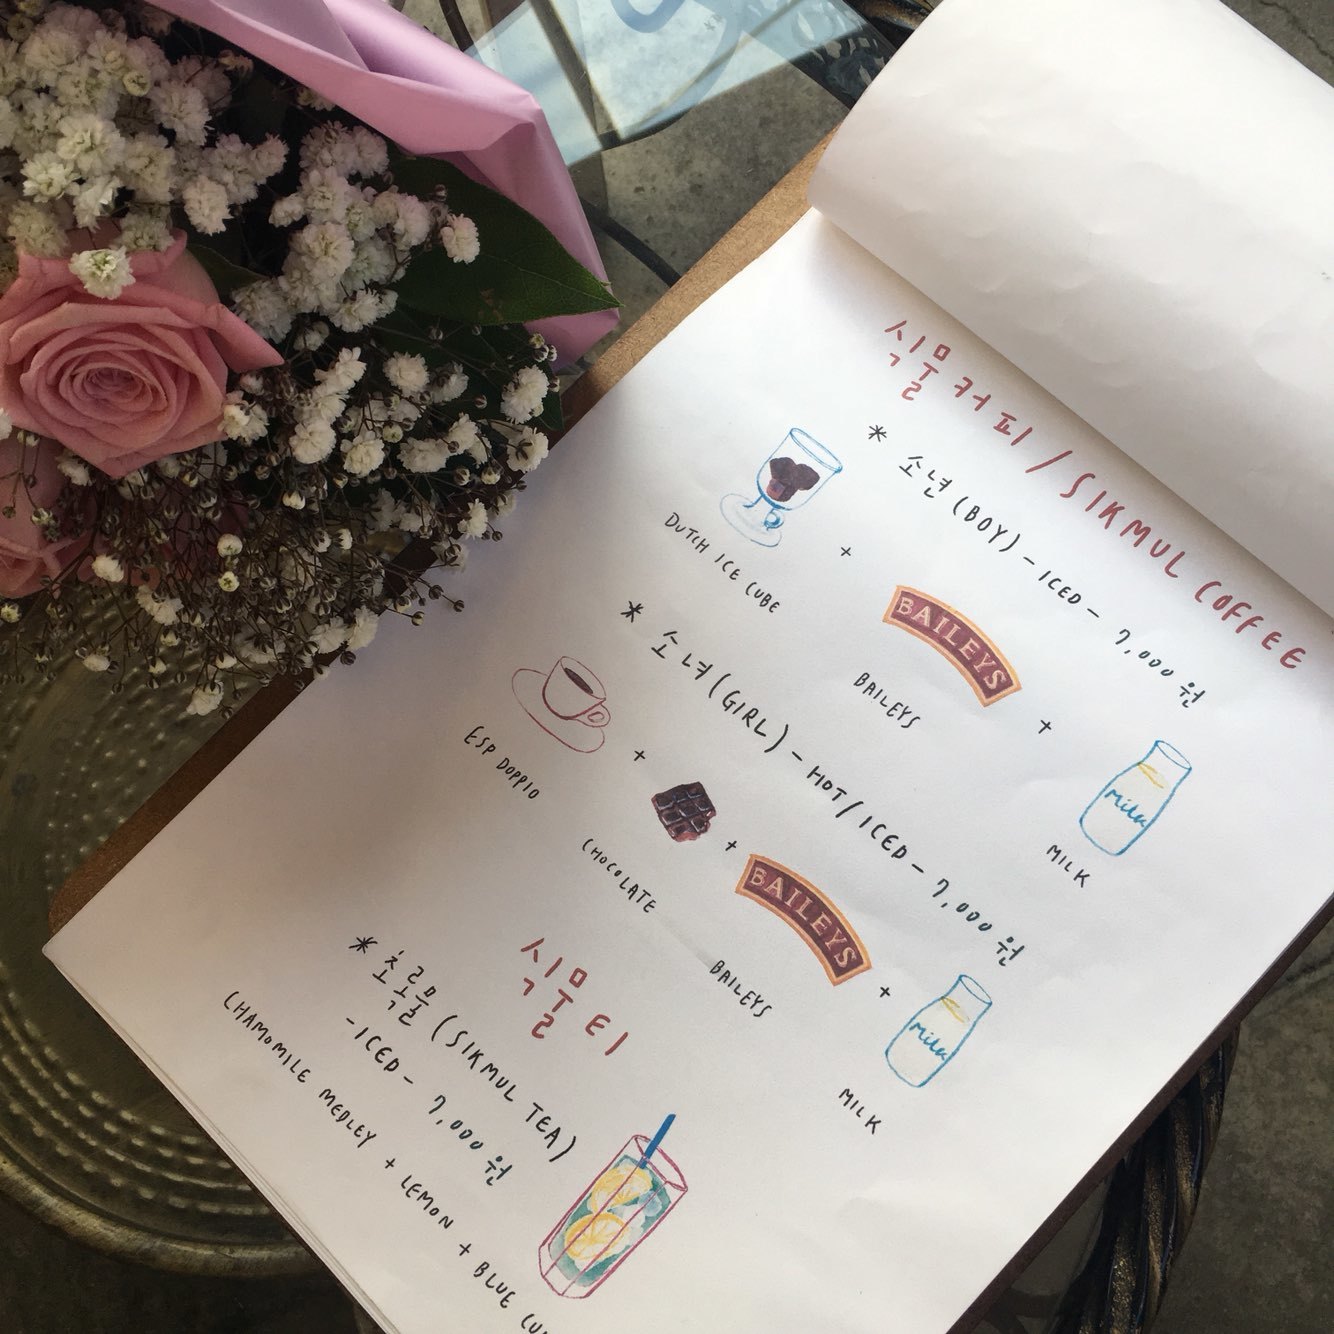 식물 커피 / SIKMUL COFFEE
* 소년 (BOY) - ICED - 7,000 원
DUTCH ICE CUBE + BAILEYS BAILEYS + Milk MILK
* 소녀 (GIRL) - HOT / ICED - 7,000 원
ESP DOPPIO + CHOCOLATE + BAILEYS BAILEYS + Milk MILK
식물 티
* 초록물 (SIKMUL TEA)
- ICED - 7,000 원
CHAMOMILE MEDLEY + LEMON + BLUE